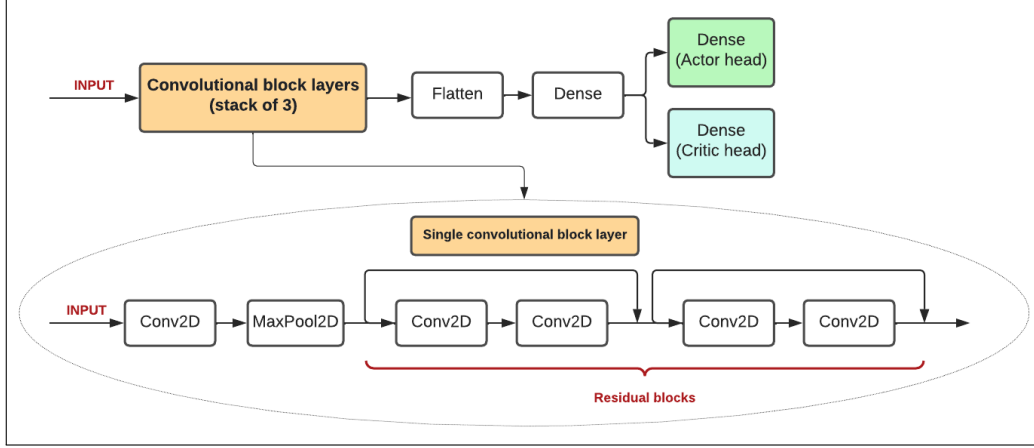 INPUT
Convolutional block layers
(stack of 3)
Flatten
Dense
Dense
(Actor head)
Dense
(Critic head)
Single convolutional block layer
INPUT
Conv2D
MaxPool2D
Conv2D
Conv2D
Conv2D
Conv2D
Residual blocks